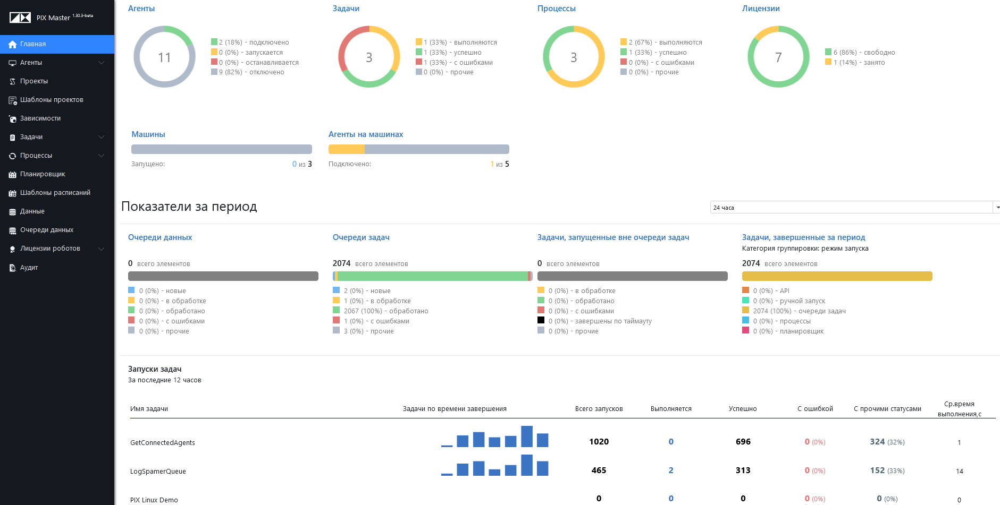 PIX Master 1.30.3-beta
Главная
Агенты
Проекты
Шаблоны проектов
Зависимости
Задачи
Процессы
Планировщик
Шаблоны расписаний
Данные
Очереди данных
Лицензии роботов
Аудит
Агенты
11
2 (18%) - подключено
0 (0%) - запускается
0 (0%) - останавливается
9 (82%) - отключено
Задачи
3
1 (33%) - выполняются
1 (33%) - успешно
1 (33%) - с ошибками
0 (0%) - прочие
Процессы
3
2 (67%) - выполняются
1 (33%) - успешно
0 (0%) - с ошибками
0 (0%) - прочие
Лицензии
7
6 (86%) - свободно
1 (14%) - занято
Машины
Запущено: 0 из 3
Агенты на машинах
Подключено: 1 из 5
Показатели за период
24 часа
Очереди данных
0 всего элементов
0 (0%) - новые
0 (0%) - в обработке
0 (0%) - обработано
0 (0%) - с ошибками
0 (0%) - прочие
Очереди задач
2074 всего элементов
2 (0%) - новые
1 (0%) - в обработке
2067 (100%) - обработано
1 (0%) - с ошибками
3 (0%) - прочие
Задачи, запущенные вне очереди задач
0 всего элементов
0 (0%) - в обработке
0 (0%) - обработано
0 (0%) - с ошибками
0 (0%) - завершены по таймауту
0 (0%) - прочие
Задачи, завершенные за период
Категория группировки: режим запуска
2074 всего элементов
0 (0%) - API
0 (0%) - ручной запуск
2074 (100%) - очереди задач
0 (0%) - процессы
0 (0%) - планировщик
Запуски задач
За последние 12 часов
Имя задачи Задачи по времени завершения Всего запусков Выполняется Успешно С ошибкой С прочими статусами Ср.время
выполнения,с
GetConnectedAgents 1020 0 696 0 (0%) 324 (32%) 1
LogSpamerQueue 465 2 313 0 (0%) 152 (33%) 14
PIX Linux Demo 0 0 0 0 (0%) 0 (0%) 0